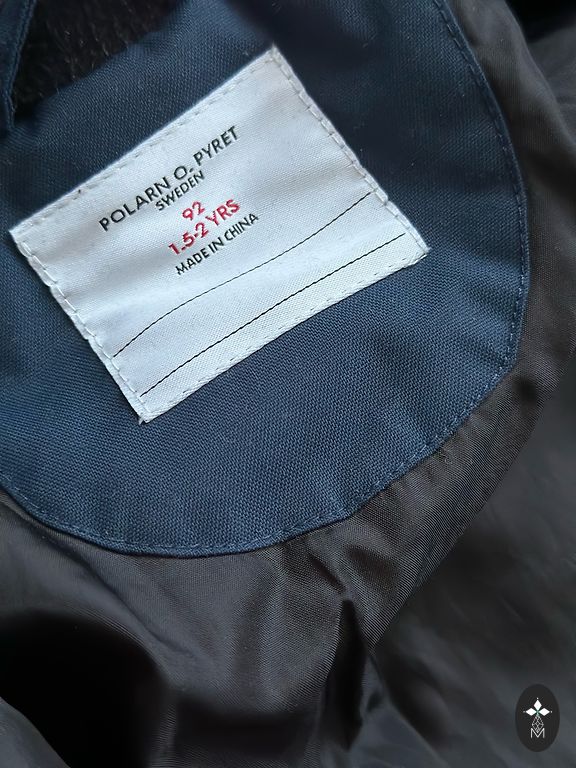 POLARN O. PYRET
SWEDEN
92
1.5-2 YRS
MADE IN CHINA
M